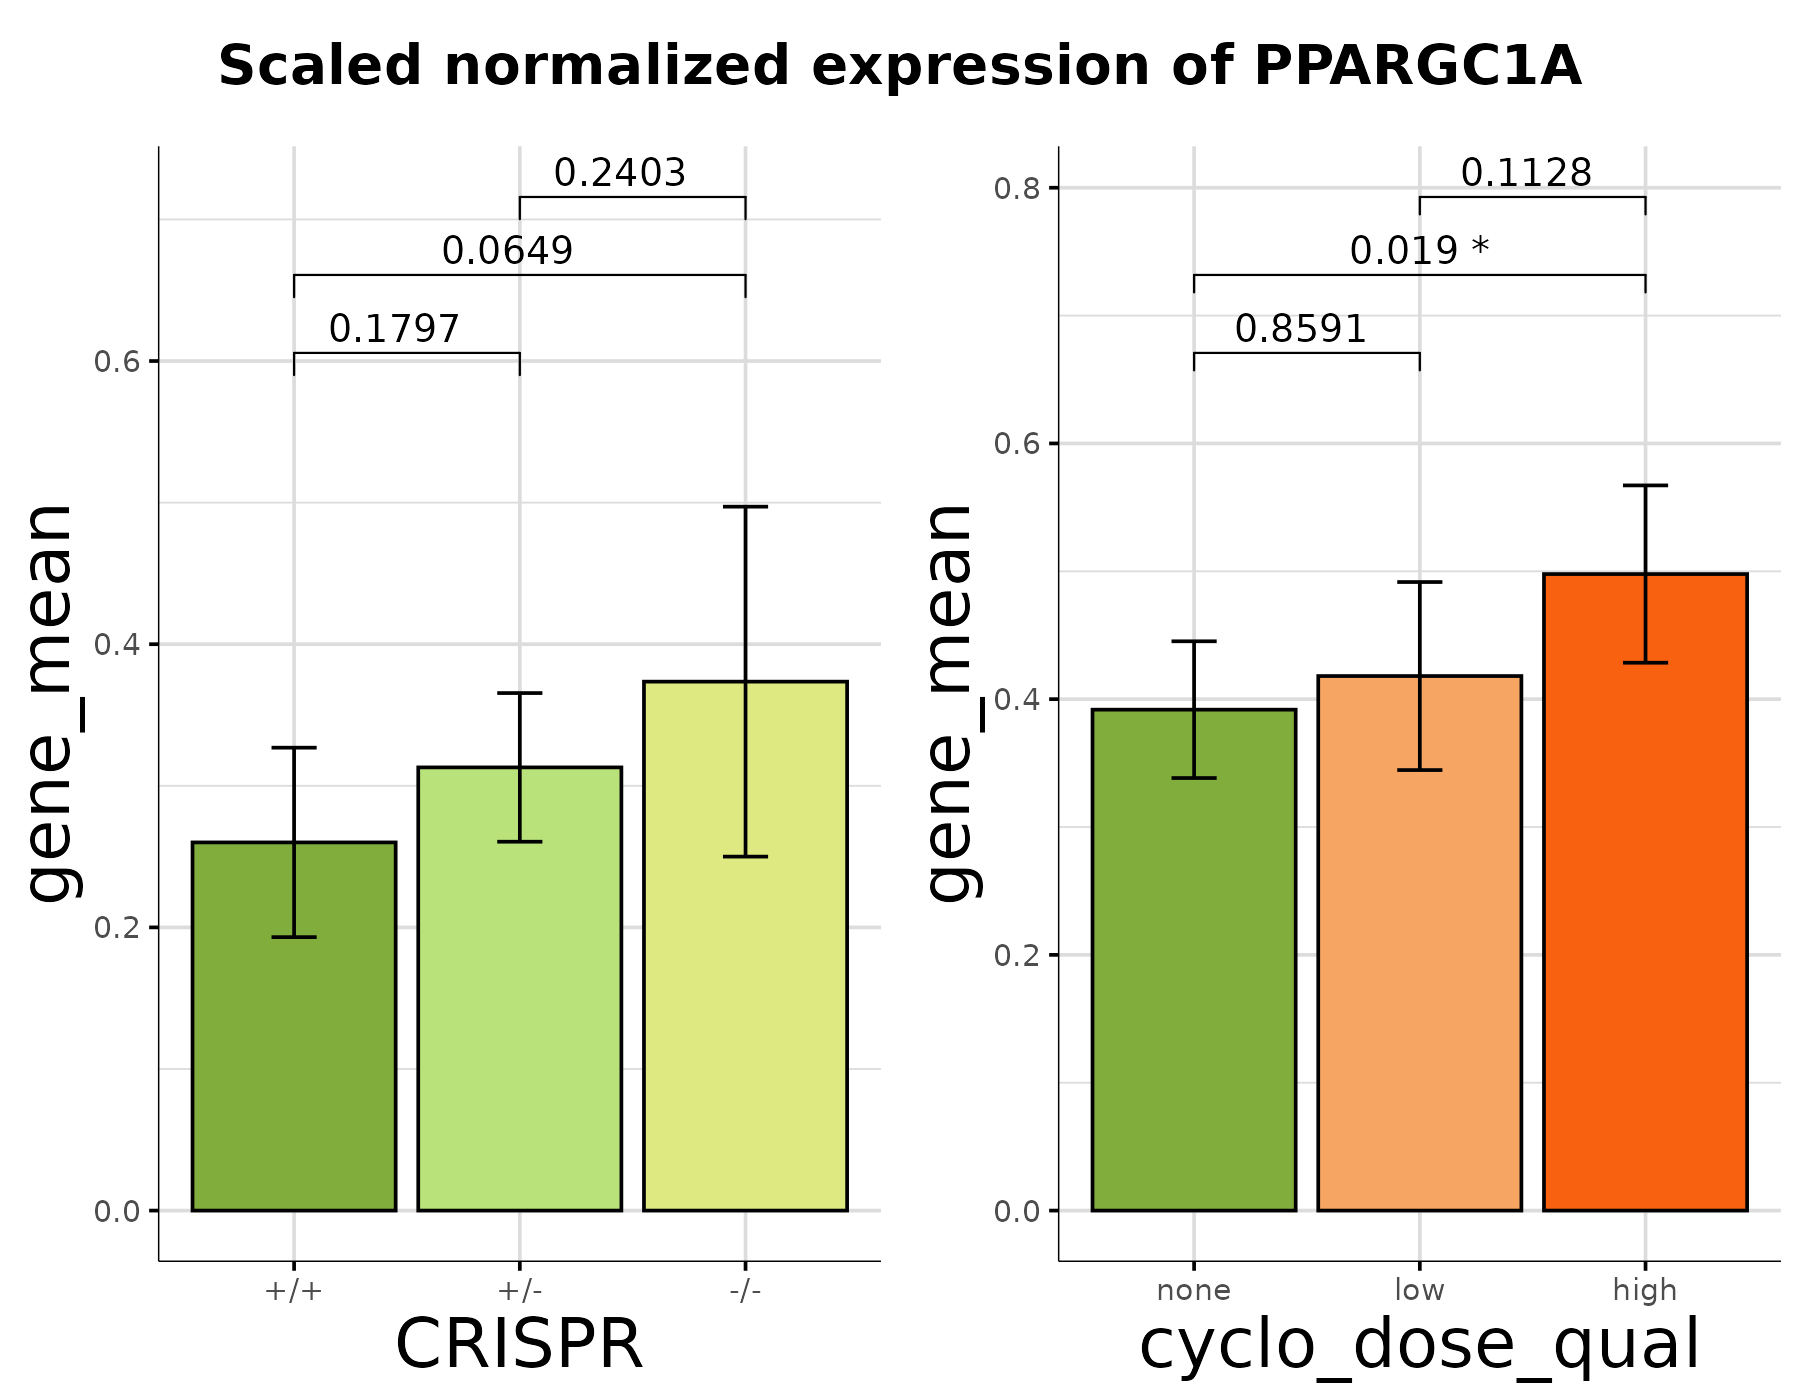 Scaled normalized expression of PPARGC1A
gene_mean
0.6
0.4
0.2
0.0
0.2403
0.0649
0.1797
+/+
+/-
-/-
CRISPR
gene_mean
0.8
0.6
0.4
0.2
0.0
0.1128
0.019 *
0.8591
none
low
high
cyclo_dose_qual